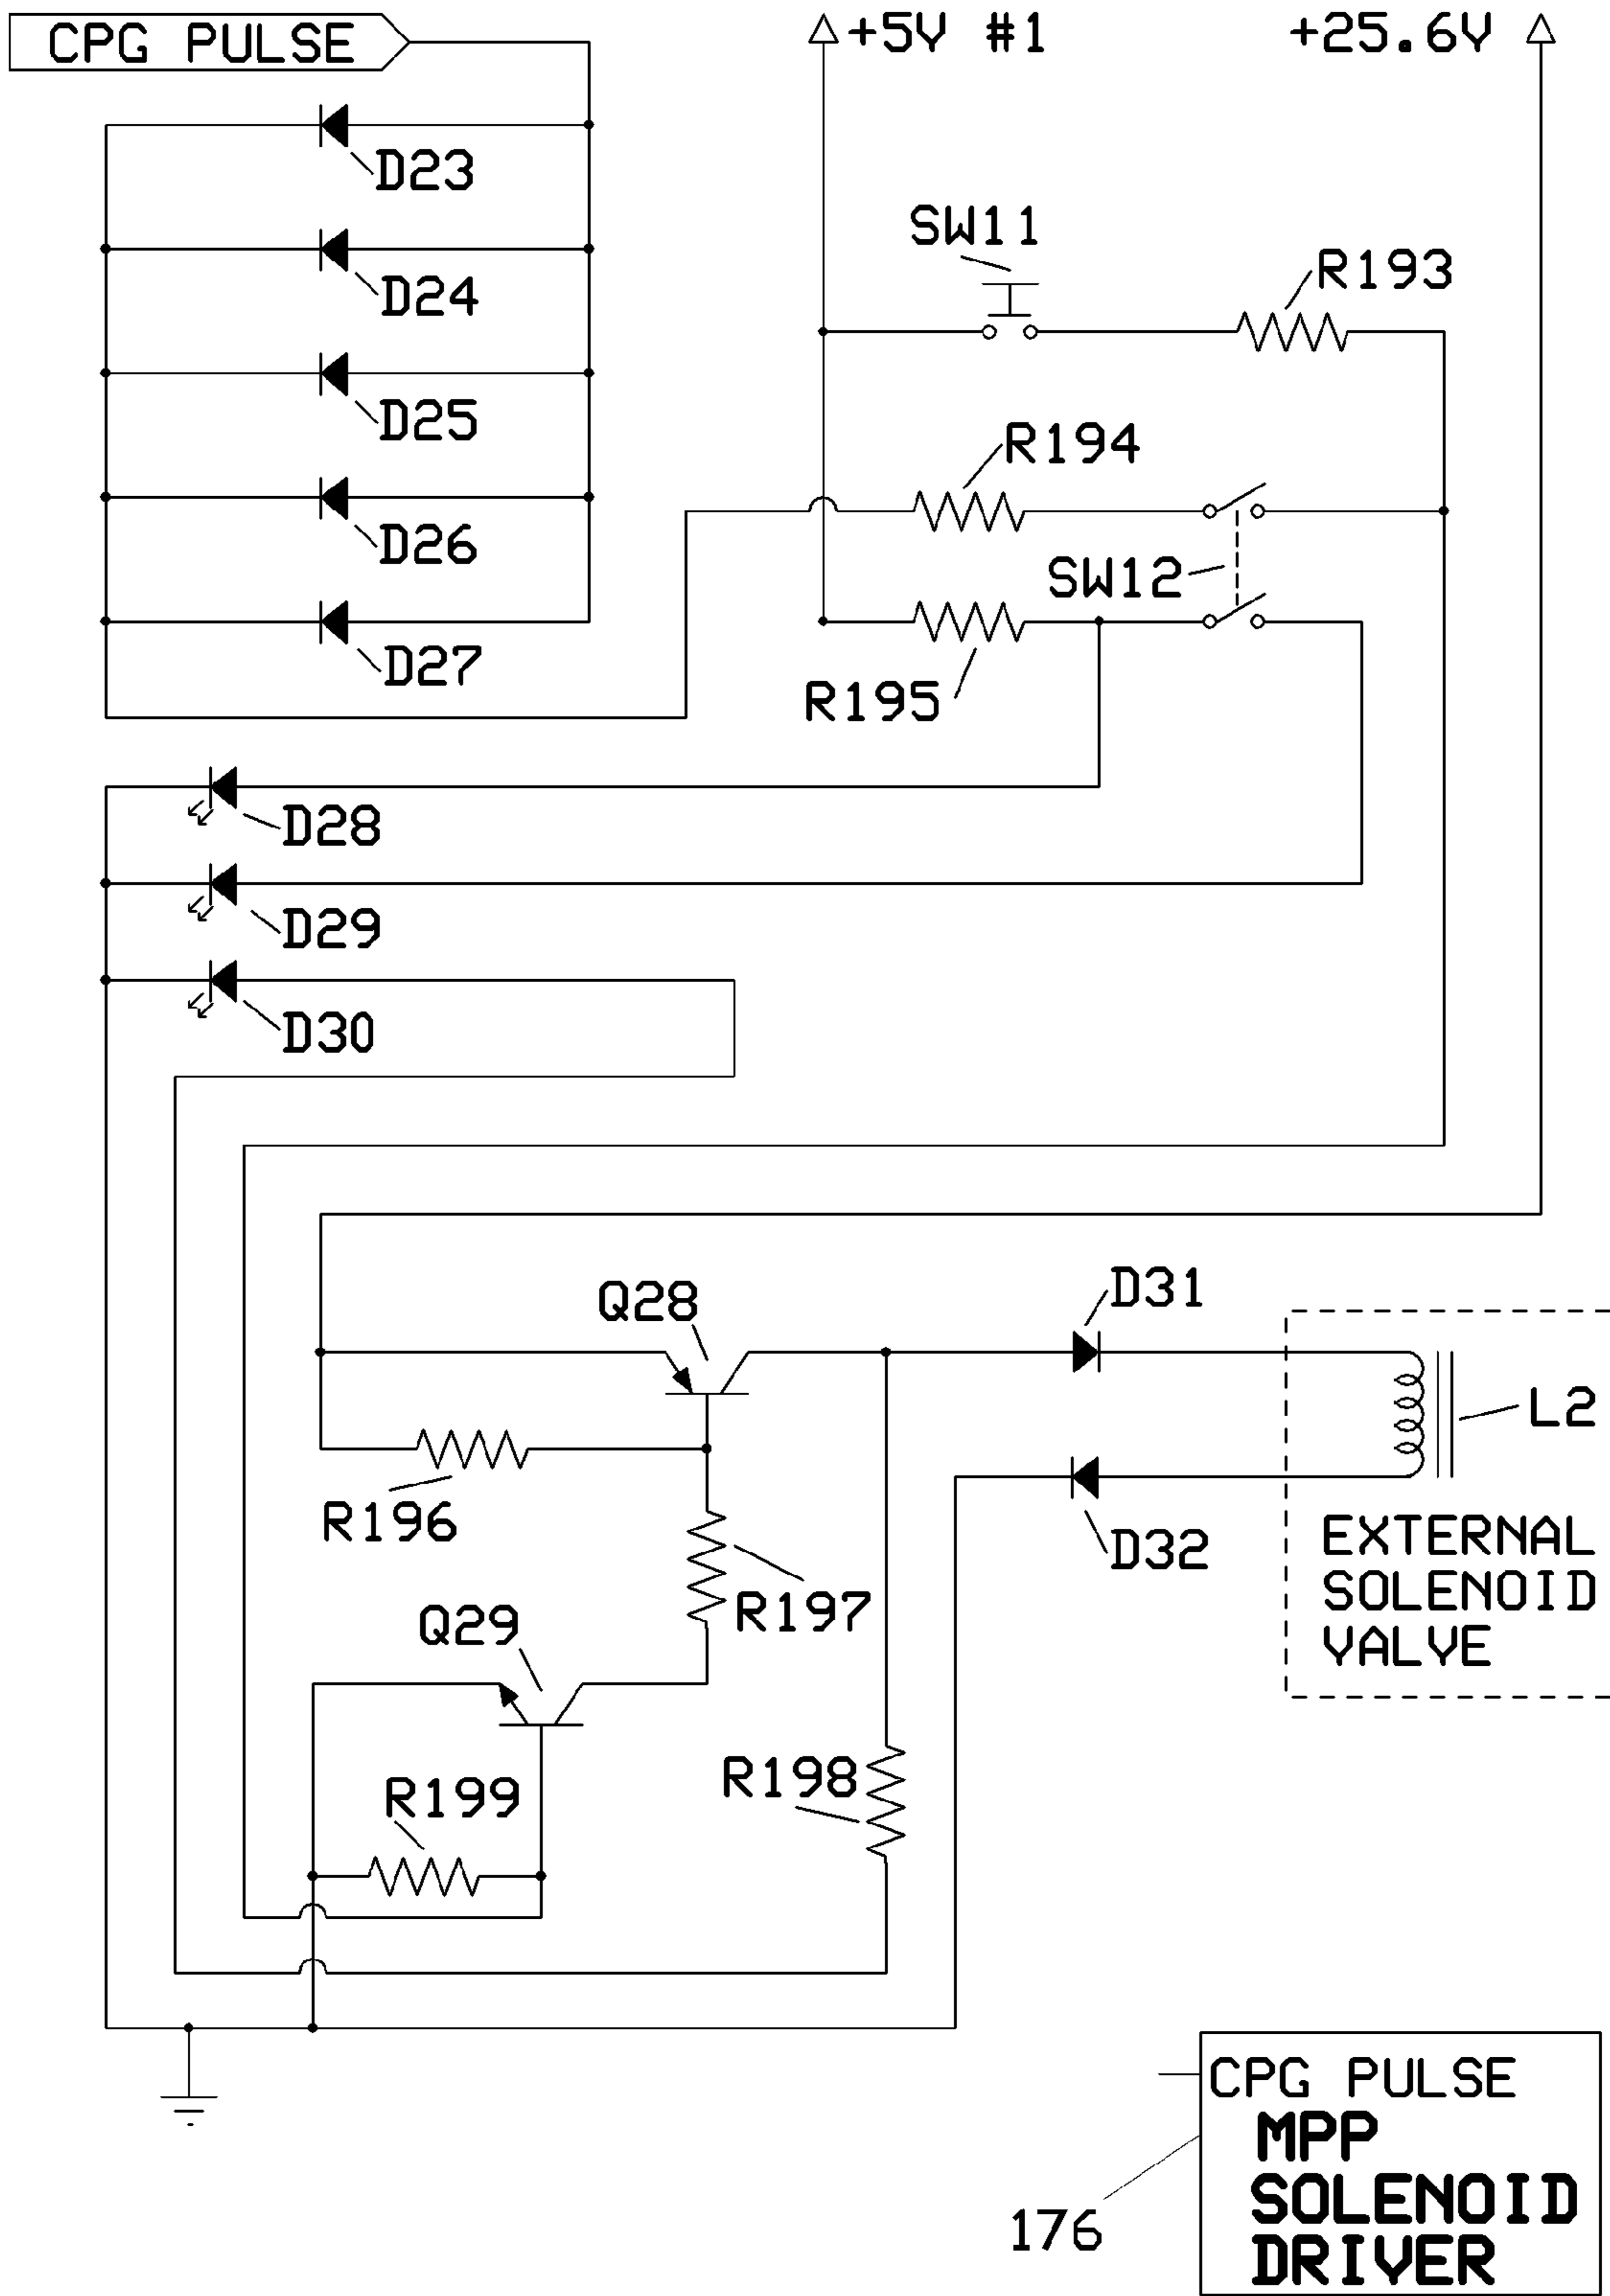 CPG PULSE
+5V #1
+25.6V
D23
SW11
D24
R193
D25
R194
D26
SW12
D27
R195
D28
D29
D30
D31
Q28
L2
R196
D32
EXTERNAL
SOLENOID
VALVE
R197
Q29
R198
R199
CPG PULSE
MPP
SOLENOID
DRIVER
176